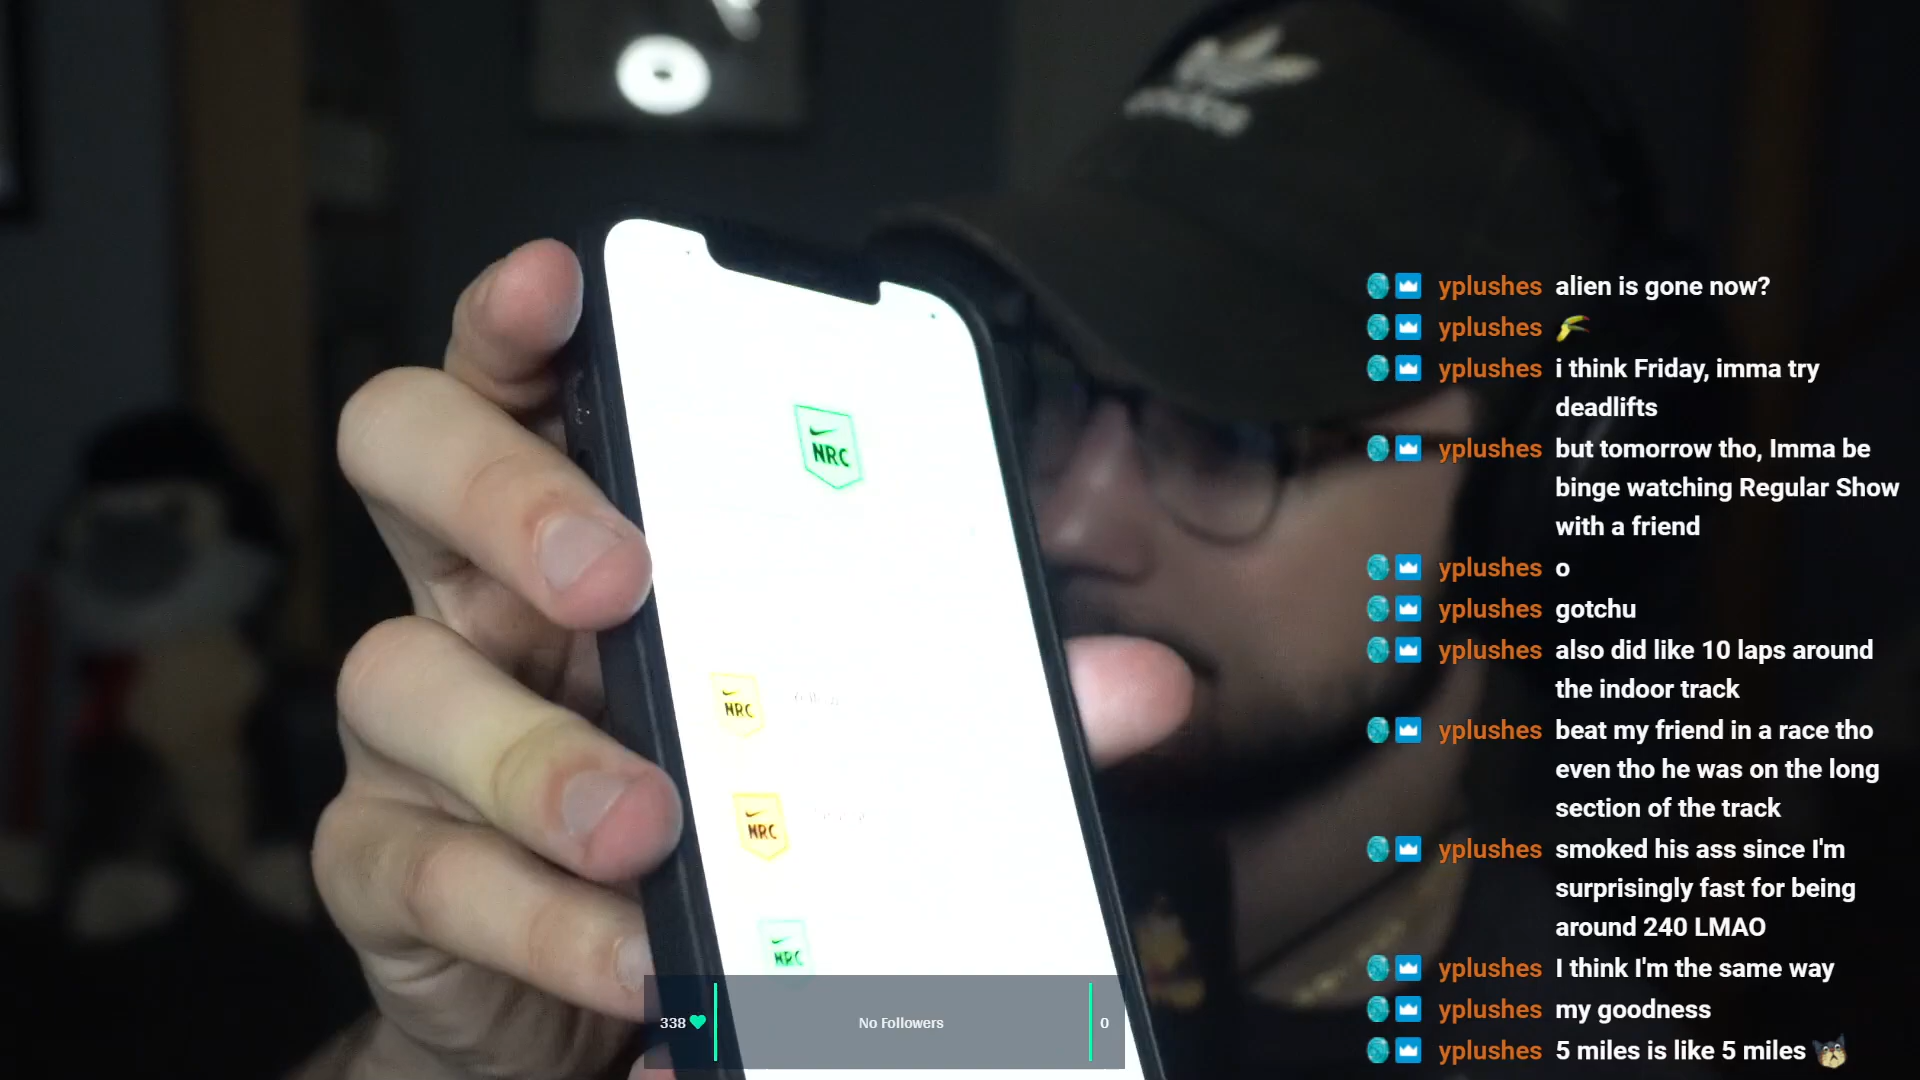 NRC
NRC
NRC
NRC
yplushes alien is gone now?
yplushes
yplushes i think Friday, imma try
deadlifts
yplushes but tomorrow tho, Imma be
binge watching Regular Show
with a friend
yplushes o
yplushes gotchu
yplushes also did like 10 laps around
the indoor track
yplushes beat my friend in a race tho
even tho he was on the long
section of the track
yplushes smoked his ass since I'm
surprisingly fast for being
around 240 LMAO
yplushes I think I'm the same way
yplushes my goodness
yplushes 5 miles is like 5 miles
338 No Followers 0